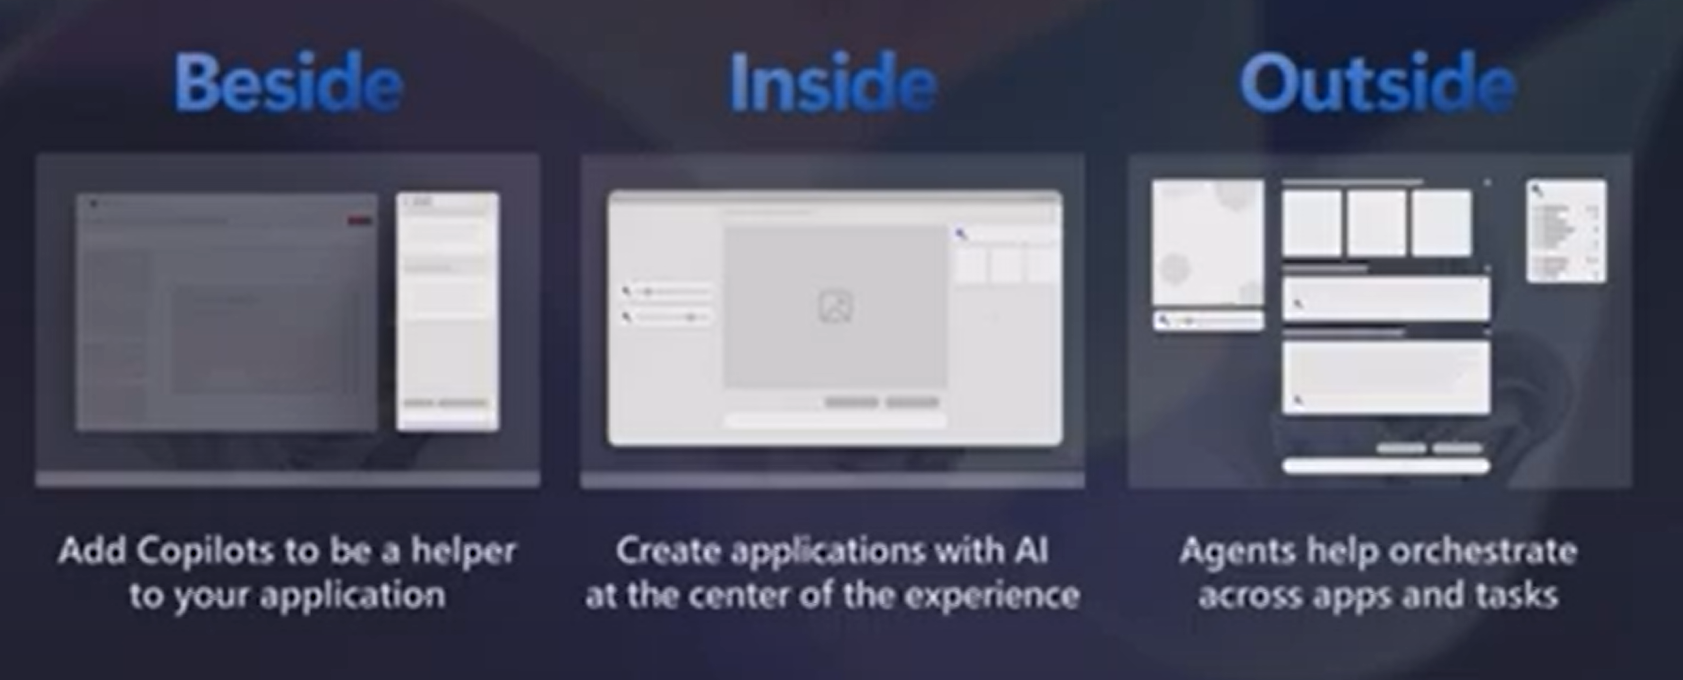 Beside
Inside
Outside
Add Copilots to be a helper
to your application
Create applications with AI
at the center of the experience
Agents help orchestrate
across apps and tasks